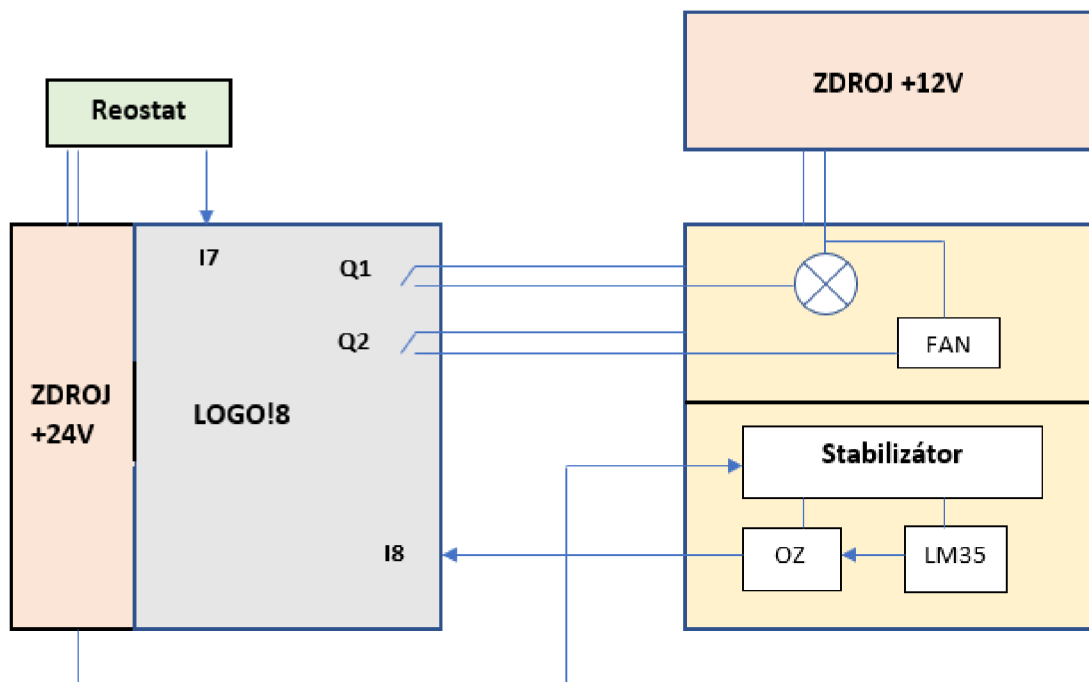 ZDROJ +12V
Reostat
I7
Q1
Q2
FAN
ZDROJ
+24V
LOGO!8
Stabilizátor
I8
OZ
LM35